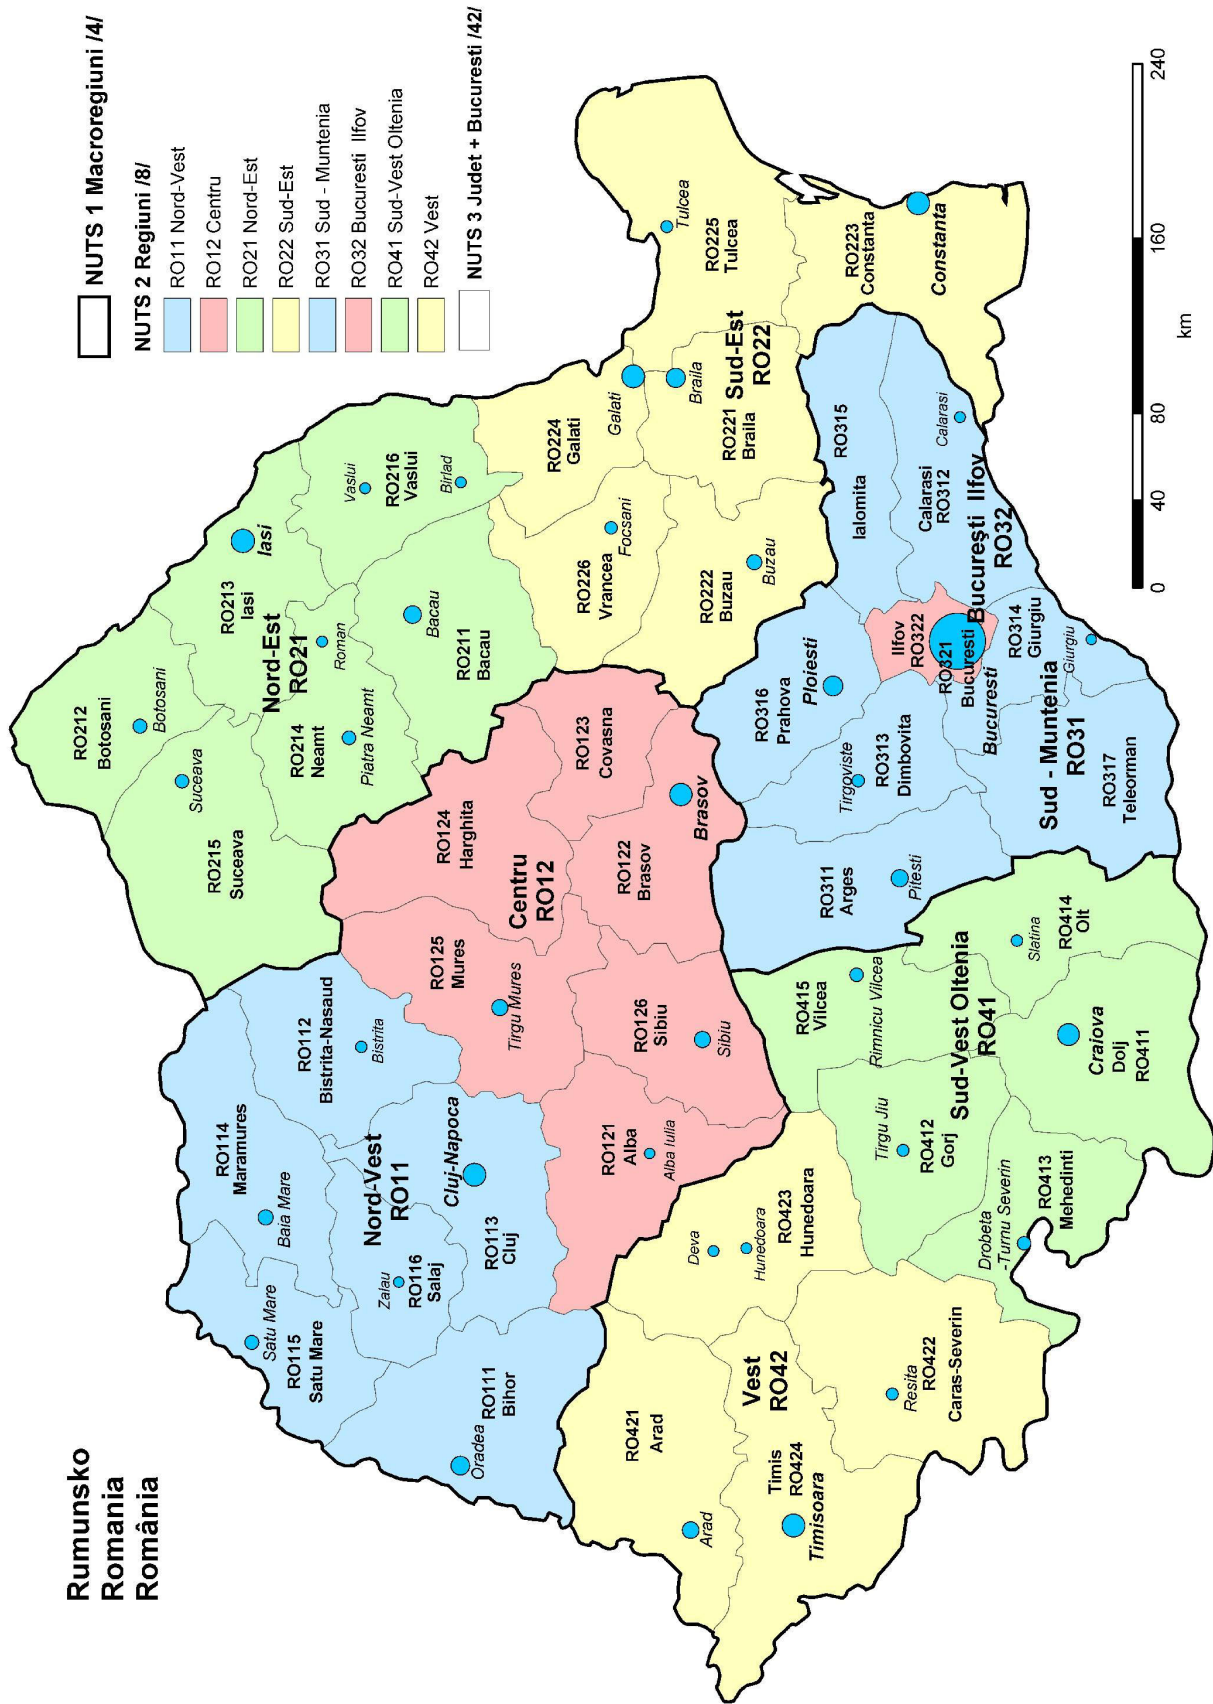 Rumunsko
Romania
România
NUTS 1 Macroregiuni /4/
NUTS 2 Regiuni /8/
RO11 Nord-Vest
RO12 Centru
RO21 Nord-Est
RO22 Sud-Est
RO31 Sud - Muntenia
RO32 Bucuresti Ilfov
RO41 Sud-Vest Oltenia
RO42 Vest
NUTS 3 Judet + Bucuresti /42/
RO212
Botosani
Botosani
Suceava
RO215
Suceava
RO213
Iasi
Iasi
Nord-Est
RO21
RO214
Neamt
Piatra Neamt
Roman
Vaslui
RO216
Vaslui
Birlad
Bacau
RO211
Bacau
RO114
Maramures
Baia Mare
Satu Mare
RO115
Satu Mare
RO112
Bistrita-Nasaud
Bistrita
Nord-Vest
RO11
Zalau
RO116
Salaj
Cluj-Napoca
RO113
Cluj
Oradea
RO111
Bihor
RO124
Harghita
RO125
Mures
Tirgu Mures
Centru
RO12
RO123
Covasna
RO122
Brasov
Brasov
RO126
Sibiu
Sibiu
RO121
Alba
Alba Iulia
RO224
Galati
Galati
RO226
Vrancea
Focsani
Braila
RO221
Braila
Sud-Est
RO22
RO222
Buzau
Buzau
Tulcea
RO225
Tulcea
RO223
Constanta
Constanta
RO421
Arad
Arad
Vest
RO42
Timis
RO424
Timisoara
Deva
Hunedoara
RO423
Hunedoara
Resita
RO422
Caras-Severin
RO415
Vilcea
Rimnicu Vilcea
Tirgu Jiu
RO412
Gorj
Sud-Vest Oltenia
RO41
Drobeta
-Turnu Severin
RO413
Mehedinti
Craiova
Dolj
RO411
Slatina
RO414
Olt
RO316
Prahova
Ploiesti
Tirgoviste
RO313
Dimbovita
RO311
Arges
Pitesti
RO315
Ialomita
Calarasi
RO312
Calarasi
Ilfov
RO322
RO321
Bucuresti
Bucuresti
Bucureşti Ilfov
RO32
RO314
Giurgiu
Giurgiu
Sud - Muntenia
RO31
RO317
Teleorman
0 40 80 160 240
km